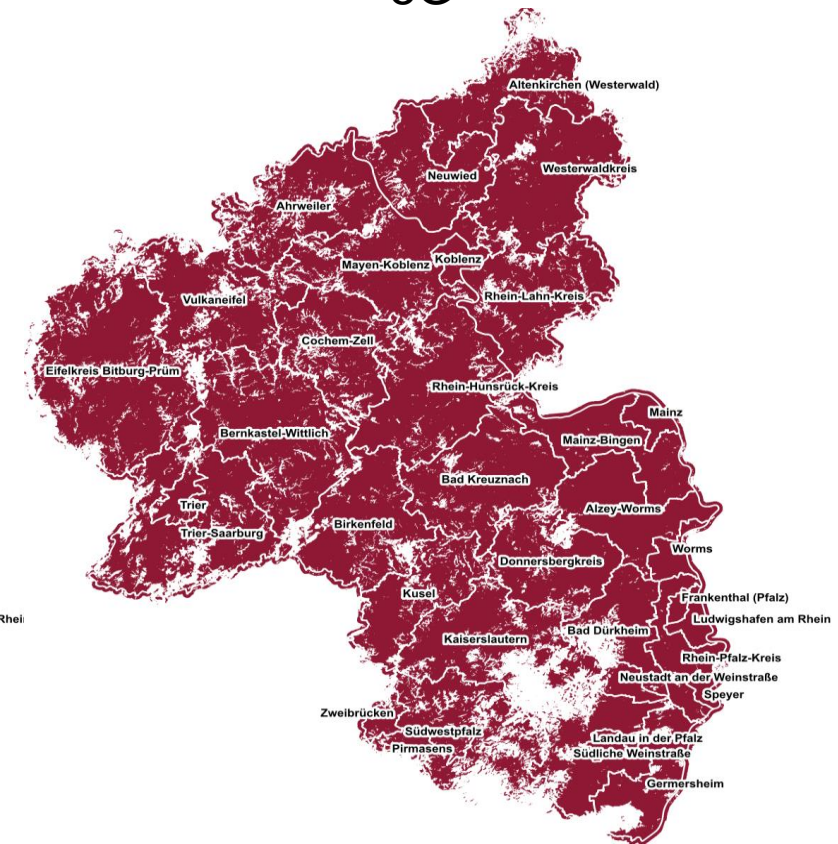 Altenkirchen (Westerwald)
Westerwaldkreis
Neuwied
Ahrweiler
Koblenz
Mayen-Koblenz
Rhein-Lahn-Kreis
Vulkaneifel
Cochem-Zell
Eifelkreis Bitburg-Prüm
Rhein-Hunsrück-Kreis
Mainz
Bernkastel-Wittlich
Mainz-Bingen
Bad Kreuznach
Trier
Alzey-Worms
Birkenfeld
Trier-Saarburg
Worms
Donnersbergkreis
Kusel
Frankenthal (Pfalz)
Rhei
Ludwigshafen am Rhein
Bad Dürkheim
Kaiserslautern
Rhein-Pfalz-Kreis
Neustadt an der Weinstraße
Speyer
Zweibrücken
Südwestpfalz
Landau in der Pfalz
Pirmasens
Südliche Weinstraße
Germersheim